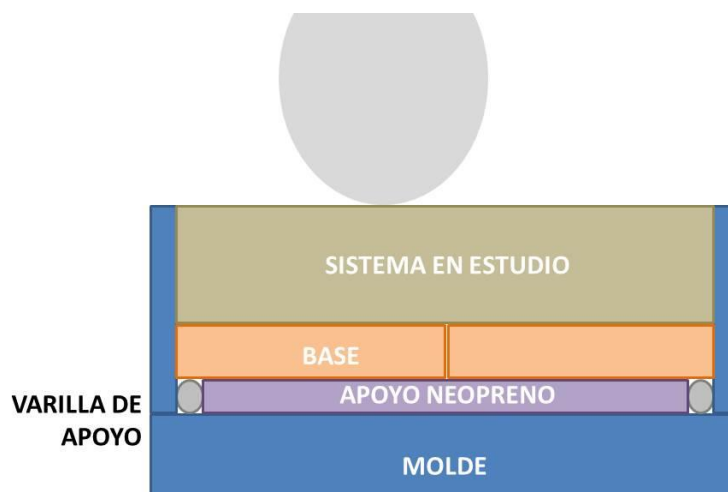 SISTEMA EN ESTUDIO
BASE
APOYO NEOPRENO
VARILLA DE
APOYO
MOLDE